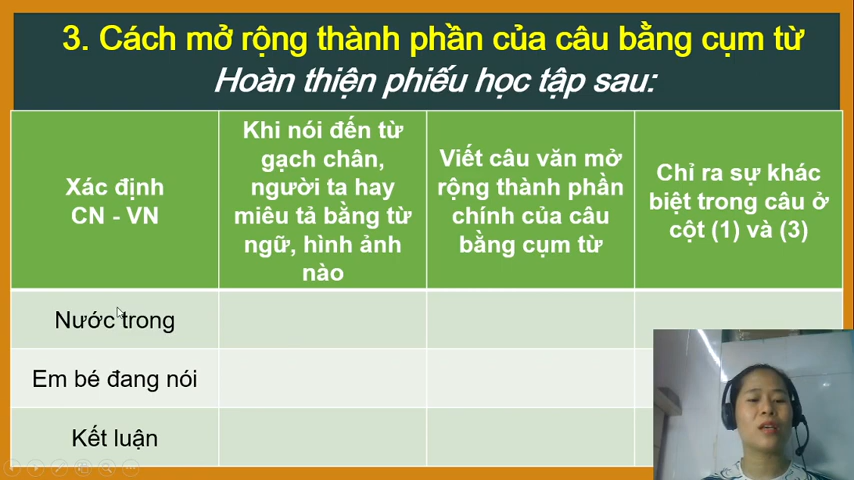 3. Cách mở rộng thành phần của câu bằng cụm từ
Hoàn thiện phiếu học tập sau:
Xác định
CN - VN
Khi nói đến từ
gạch chân,
người ta hay
miêu tả bằng từ
ngữ, hình ảnh
nào
Viết câu văn mở
rộng thành phần
chính của câu
bằng cụm từ
Chỉ ra sự khác
biệt trong câu ở
cột (1) và (3)
Nước trong
Em bé đang nói
Kết luận